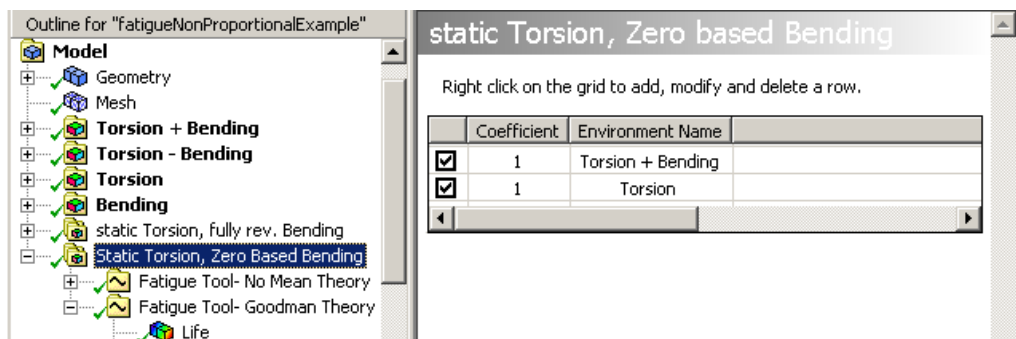 Outline for "fatigueNonProportionalExample"
Model
Geometry
Mesh
Torsion + Bending
Torsion - Bending
Torsion
Bending
static Torsion, fully rev. Bending
Static Torsion, Zero Based Bending
Fatigue Tool- No Mean Theory
Fatigue Tool- Goodman Theory
Life
static Torsion, Zero based Bending
Right click on the grid to add, modify and delete a row.
Coefficient Environment Name
1 Torsion + Bending
1 Torsion